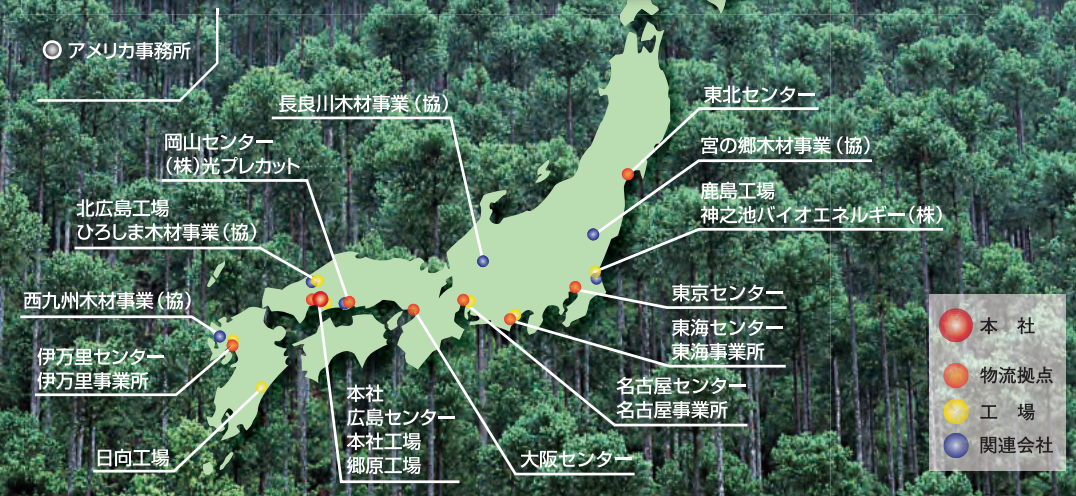 アメリカ事務所
長良川木材事業（協）
岡山センター
（株）光プレカット
北広島工場
ひろしま木材事業（協）
西九州木材事業（協）
伊万里センター
伊万里事業所
日向工場
本社
広島センター
本社工場
郷原工場
大阪センター
名古屋センター
名古屋事業所
東海センター
東海事業所
東京センター
鹿島工場
神之池バイオエネルギー（株）
宮の郷木材事業（協）
東北センター
本　社
物流拠点
工　場
関連会社